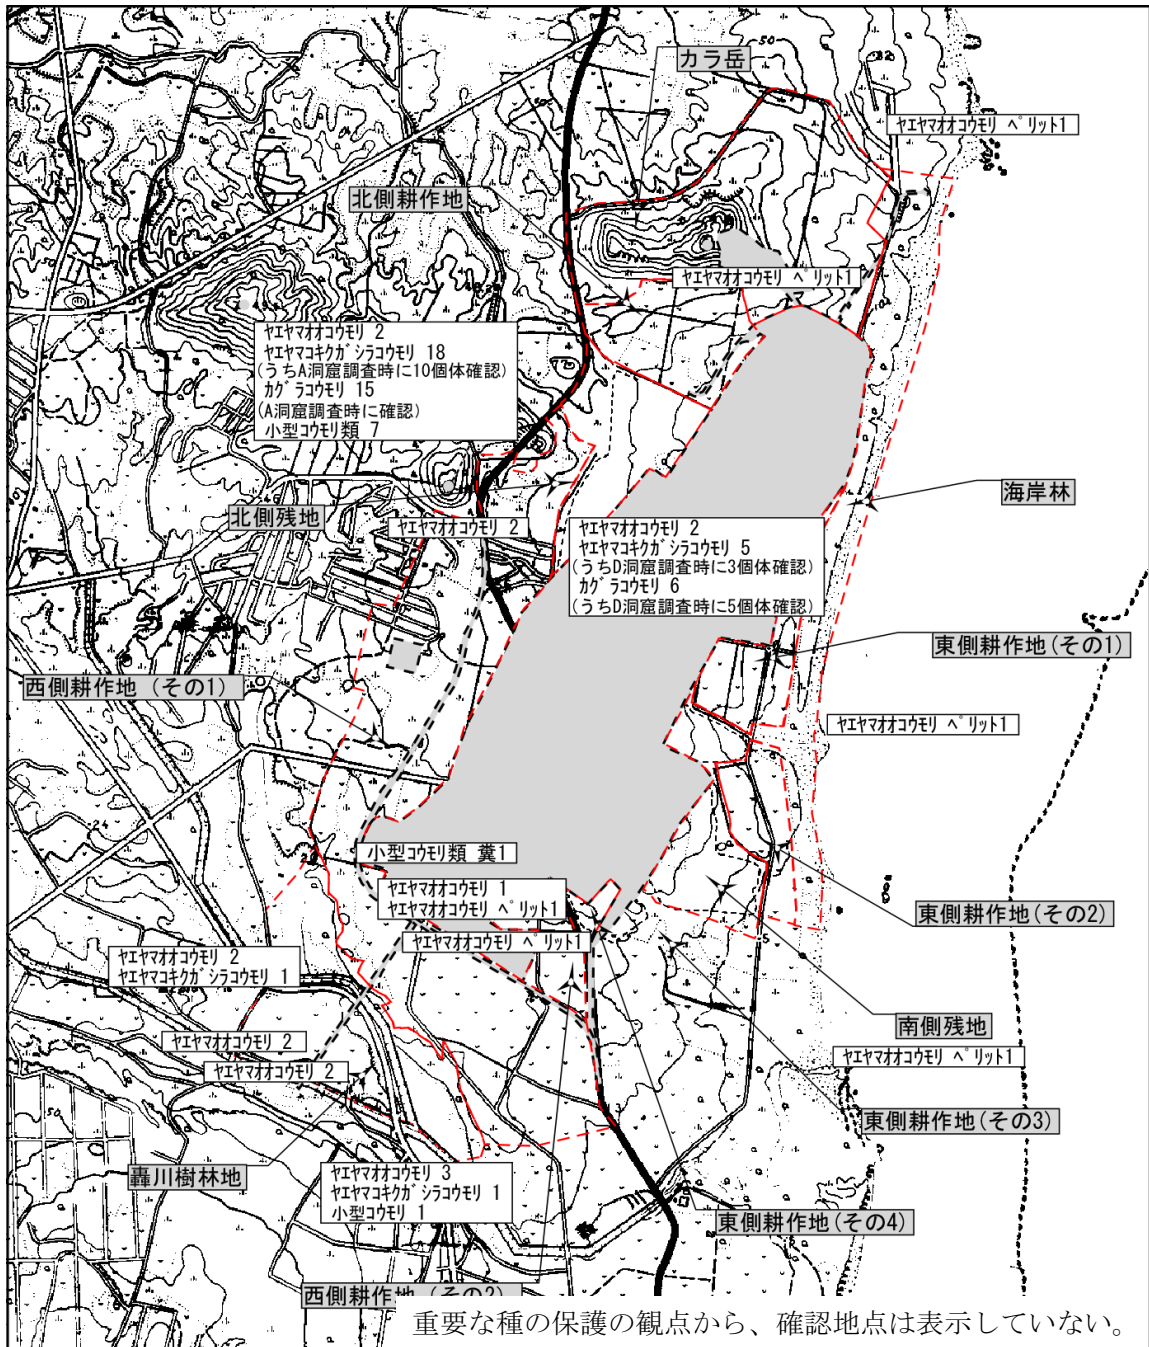 カラ岳
ヤエヤマオオコウモリ ペリット1
北側耕作地
ヤエヤマオオコウモリ ペリット1
ヤエヤマオオコウモリ 2
ヤエヤマコキクガシラコウモリ 18
(うちA洞窟調査時に10個体確認)
カグラコウモリ 15
(A洞窟調査時に確認)
小型コウモリ類 7
海岸林
北側残地
ヤエヤマオオコウモリ 2
ヤエヤマオオコウモリ 2
ヤエヤマコキクガシラコウモリ 5
(うちD洞窟調査時に3個体確認)
カグラコウモリ 6
(うちD洞窟調査時に5個体確認)
東側耕作地(その1)
西側耕作地 (その1)
ヤエヤマオオコウモリ ペリット1
小型コウモリ類 糞1
ヤエヤマオオコウモリ 1
ヤエヤマオオコウモリ ペリット1
東側耕作地(その2)
ヤエヤマオオコウモリ ペリット1
ヤエヤマオオコウモリ 2
ヤエヤマコキクガシラコウモリ 1
南側残地
ヤエヤマオオコウモリ 2
ヤエヤマオオコウモリ ペリット1
ヤエヤマオオコウモリ 2
東側耕作地(その3)
轟川樹林地
ヤエヤマオオコウモリ 3
ヤエヤマコキクガシラコウモリ 1
小型コウモリ 1
東側耕作地(その4)
西側耕作地 (その2)
重要な種の保護の観点から、確認地点は表示していない。